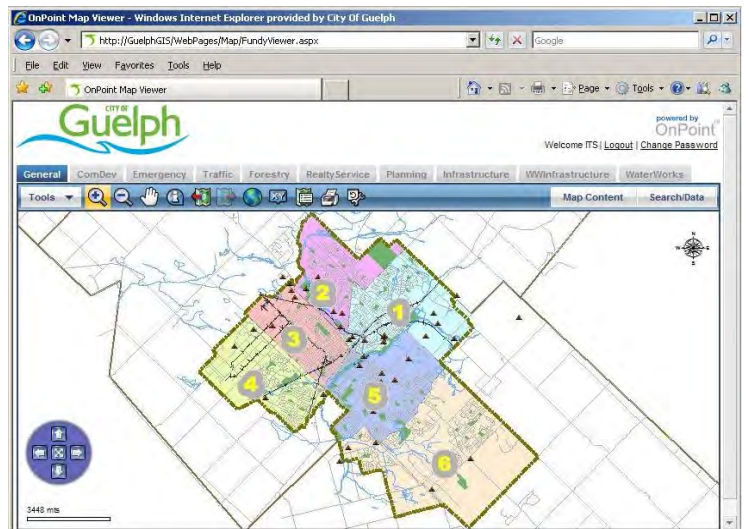 OnPoint Map Viewer - Windows Internet Explorer provided by City Of Guelph
http://GuelphGIS/WebPages/Map/FundyViewer.aspx
Google
File Edit View Favorites Tools Help
OnPoint Map Viewer
Page Tools
CITY OF
Guelph
powered by
OnPoint
Welcome ITS | Logout | Change Password
General ComDev Emergency Traffic Forestry RealtyService Planning Infrastructure WWInfrastructure WaterWorks
Tools Map Content Search/Data
N
2
1
3
4
5
6
3448 mts